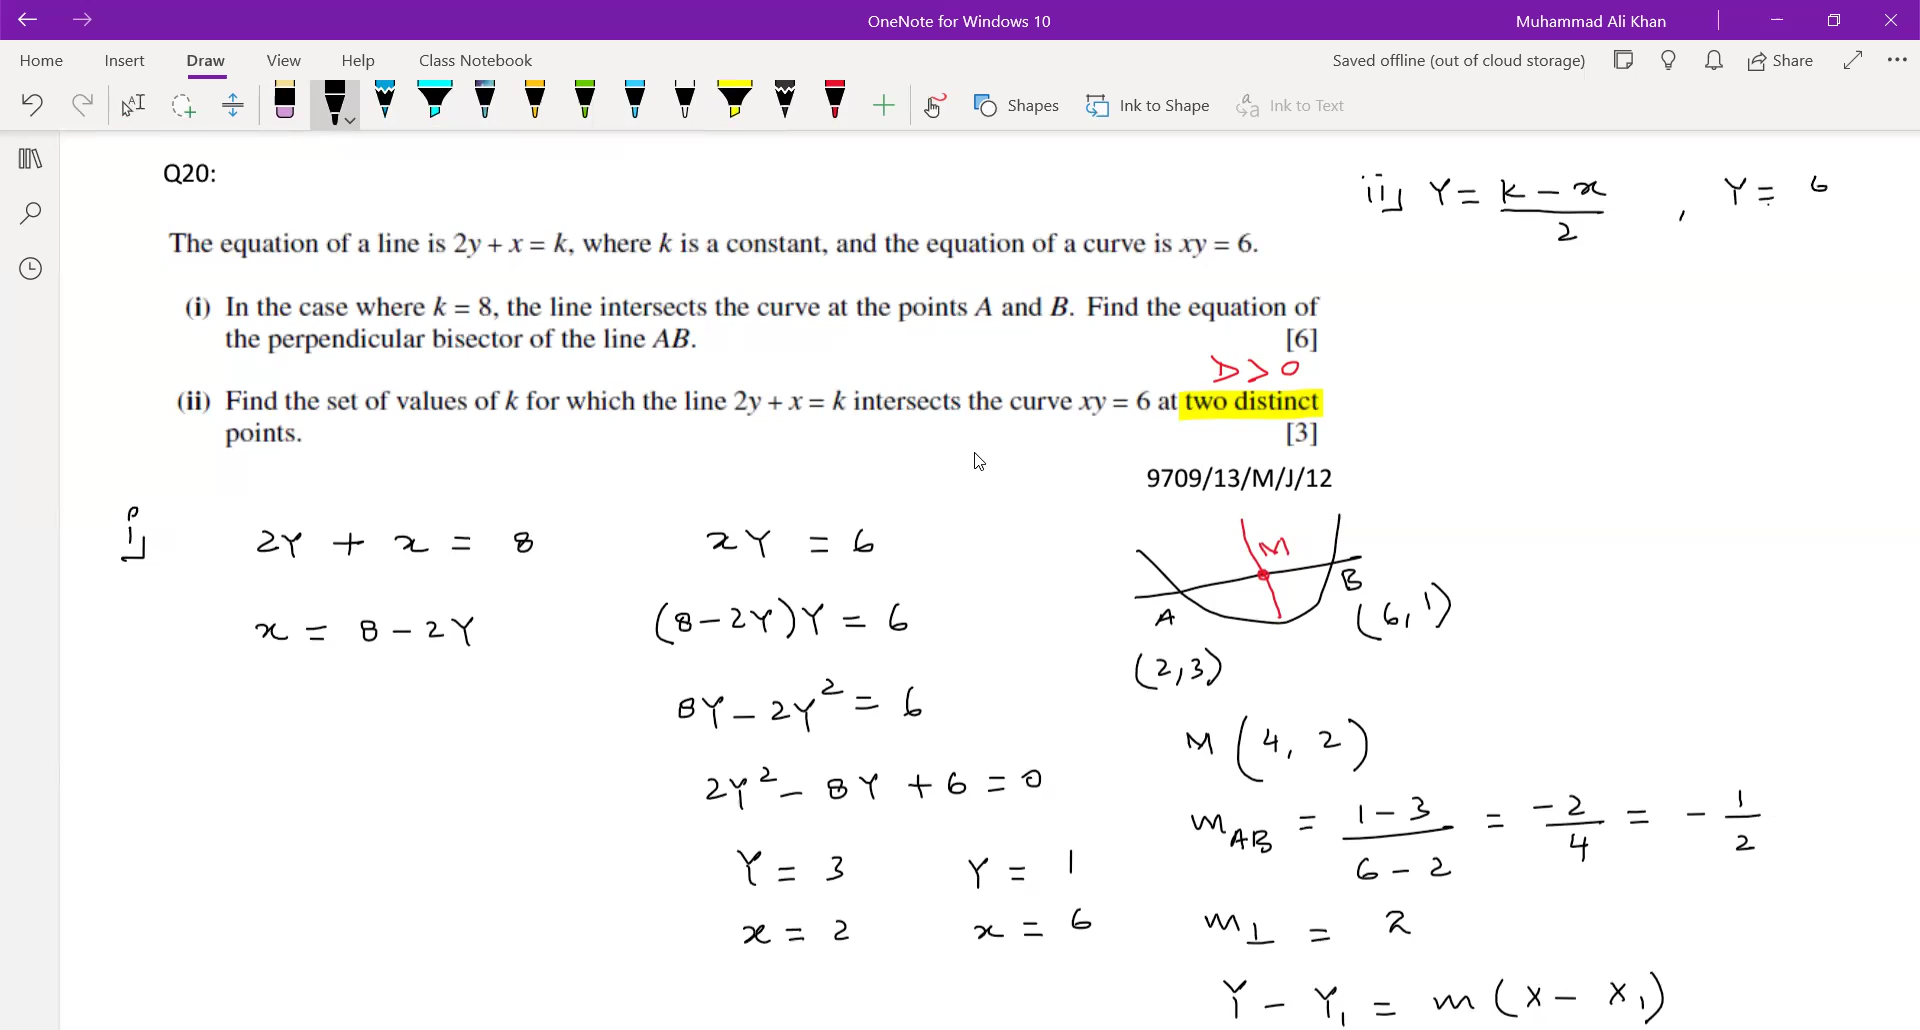 OneNote for Windows 10
Muhammad Ali Khan
Home Insert Draw View Help Class Notebook
Saved offline (out of cloud storage) Share
Shapes Ink to Shape Ink to Text
Q20:
ii) Y = (k - x)/2 , Y = 6
The equation of a line is 2y + x = k, where k is a constant, and the equation of a curve is xy = 6.
(i) In the case where k = 8, the line intersects the curve at the points A and B. Find the equation of
the perpendicular bisector of the line AB. [6]
D > 0
(ii) Find the set of values of k for which the line 2y + x = k intersects the curve xy = 6 at two distinct
points. [3]
9709/13/M/J/12
i) 2Y + x = 8 xY = 6
x = 8 - 2Y (8 - 2Y)Y = 6
8Y - 2Y² = 6
2Y² - 8Y + 6 = 0
Y = 3 Y = 1
x = 2 x = 6
M
A B
(6, 1)
(2, 3)
M (4, 2)
m_AB = (1 - 3)/(6 - 2) = -2/4 = -1/2
m⊥ = 2
Y - Y₁ = m(x - x₁)